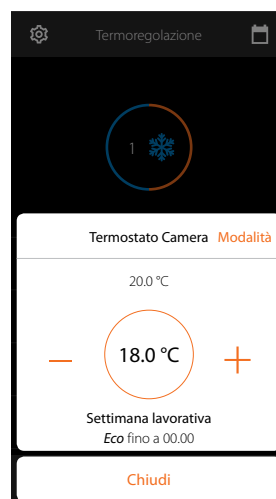 Termoregolazione
1
Termostato Camera Modalità
20.0 °C
18.0 °C
Settimana lavorativa
Eco fino a 00.00
Chiudi